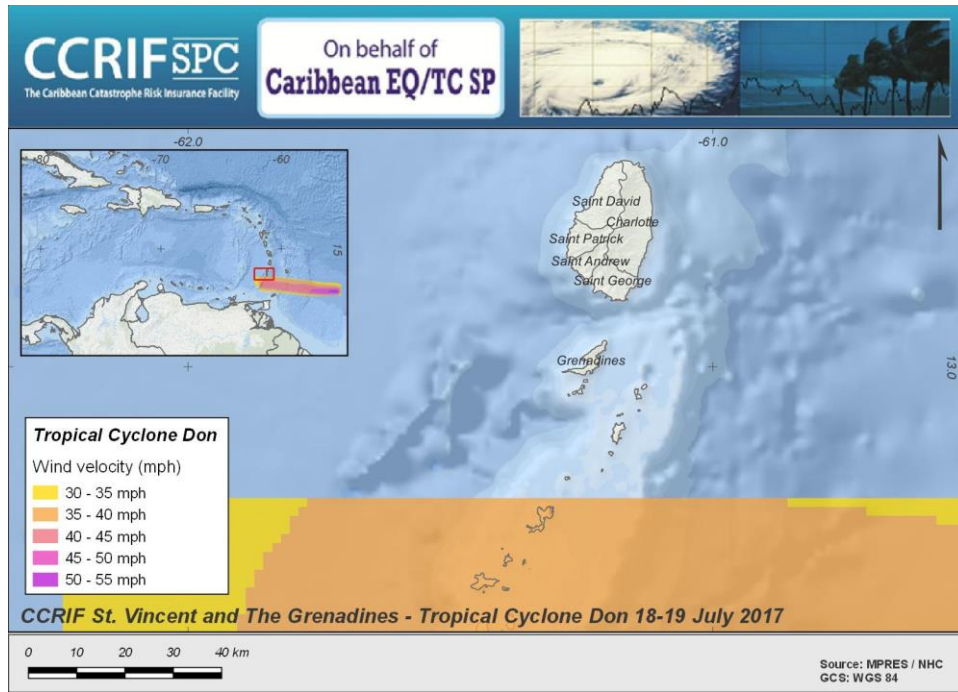 CCRIF SPC
The Caribbean Catastrophe Risk Insurance Facility
On behalf of
Caribbean EQ/TC SP
-62.0
-61.0
-80
-70
-60
15
Saint David
Charlotte
Saint Patrick
Saint Andrew
Saint George
Grenadines
13.0
Tropical Cyclone Don
Wind velocity (mph)
30 - 35 mph
35 - 40 mph
40 - 45 mph
45 - 50 mph
50 - 55 mph
CCRIF St. Vincent and The Grenadines - Tropical Cyclone Don 18-19 July 2017
0 10 20 30 40 km
Source: MPRES / NHC
GCS: WGS 84